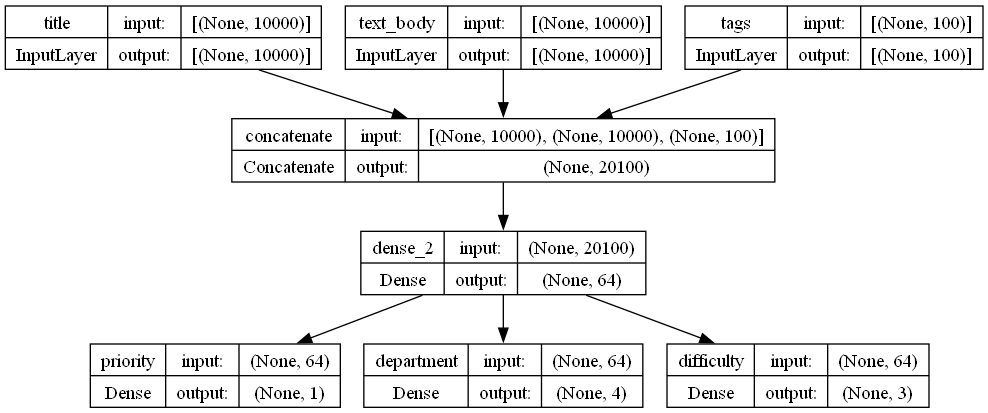 title input: [(None, 10000)] text_body input: [(None, 10000)] tags input: [(None, 100)]
InputLayer output: [(None, 10000)] InputLayer output: [(None, 10000)] InputLayer output: [(None, 100)]
concatenate input: [(None, 10000), (None, 10000), (None, 100)]
Concatenate output: (None, 20100)
dense_2 input: (None, 20100)
Dense output: (None, 64)
priority input: (None, 64) department input: (None, 64) difficulty input: (None, 64)
Dense output: (None, 1) Dense output: (None, 4) Dense output: (None, 3)